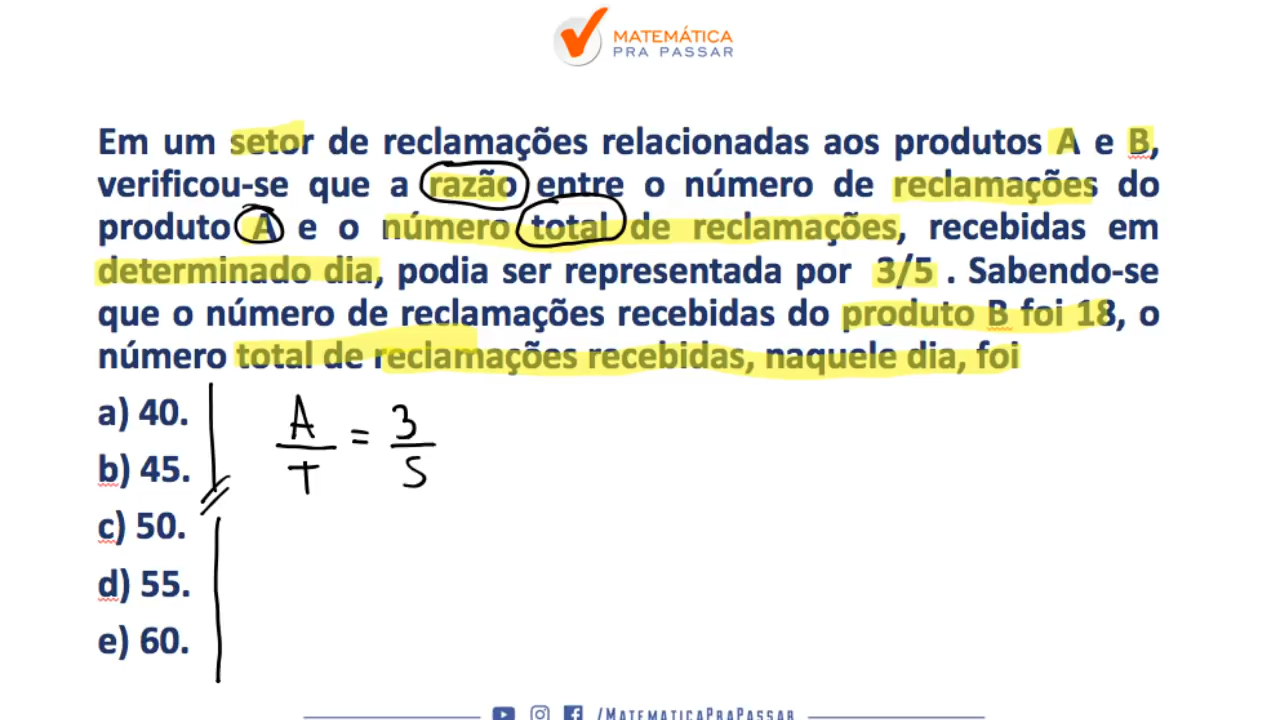 MATEMÁTICA
PRA PASSAR
Em um setor de reclamações relacionadas aos produtos A e B,
verificou-se que a razão entre o número de reclamações do
produto A e o número total de reclamações, recebidas em
determinado dia, podia ser representada por 3/5 . Sabendo-se
que o número de reclamações recebidas do produto B foi 18, o
número total de reclamações recebidas, naquele dia, foi
a) 40.
b) 45.
c) 50.
d) 55.
e) 60.
A/T = 3/5
/MATEMATICAPRAPASSAR